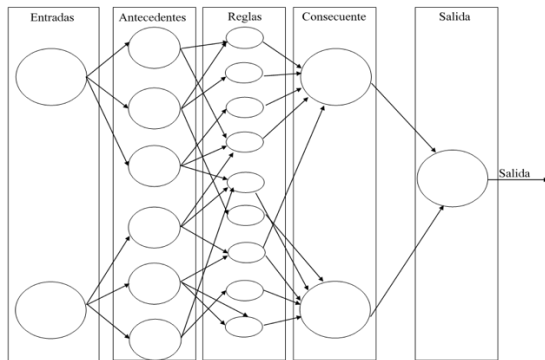 Entradas
Antecedentes
Reglas
Consecuente
Salida
Salida